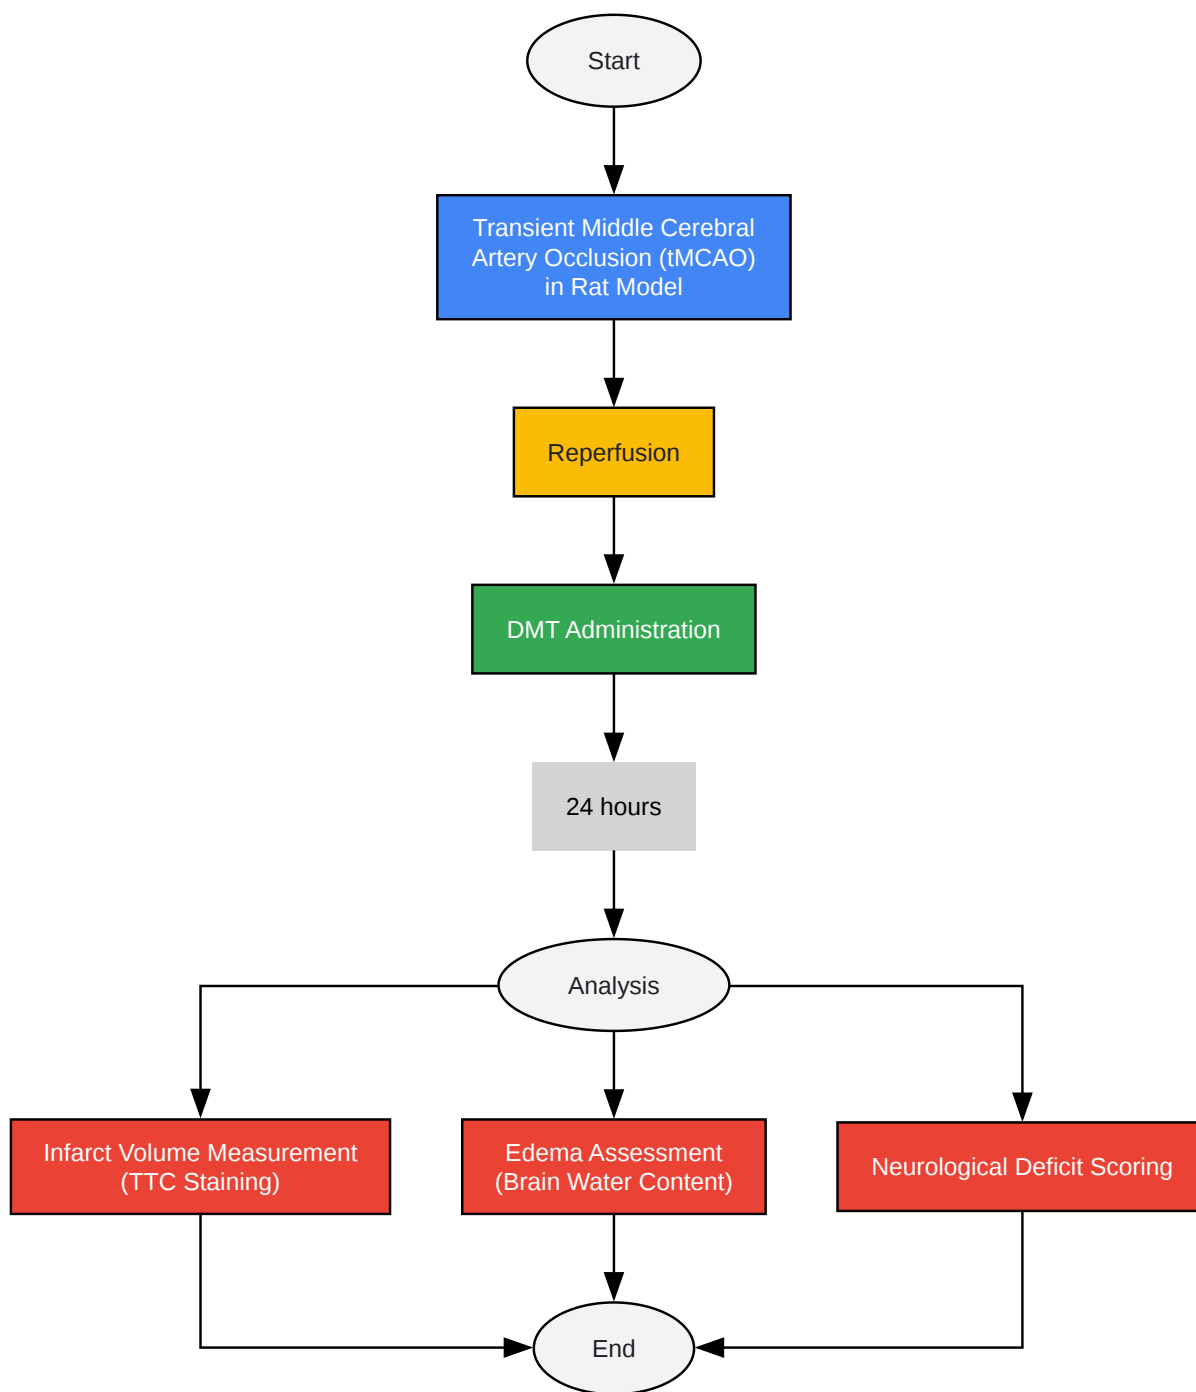 Start
Transient Middle Cerebral
Artery Occlusion (tMCAO)
in Rat Model
Reperfusion
DMT Administration
24 hours
Analysis
Infarct Volume Measurement
(TTC Staining)
Edema Assessment
(Brain Water Content)
Neurological Deficit Scoring
End